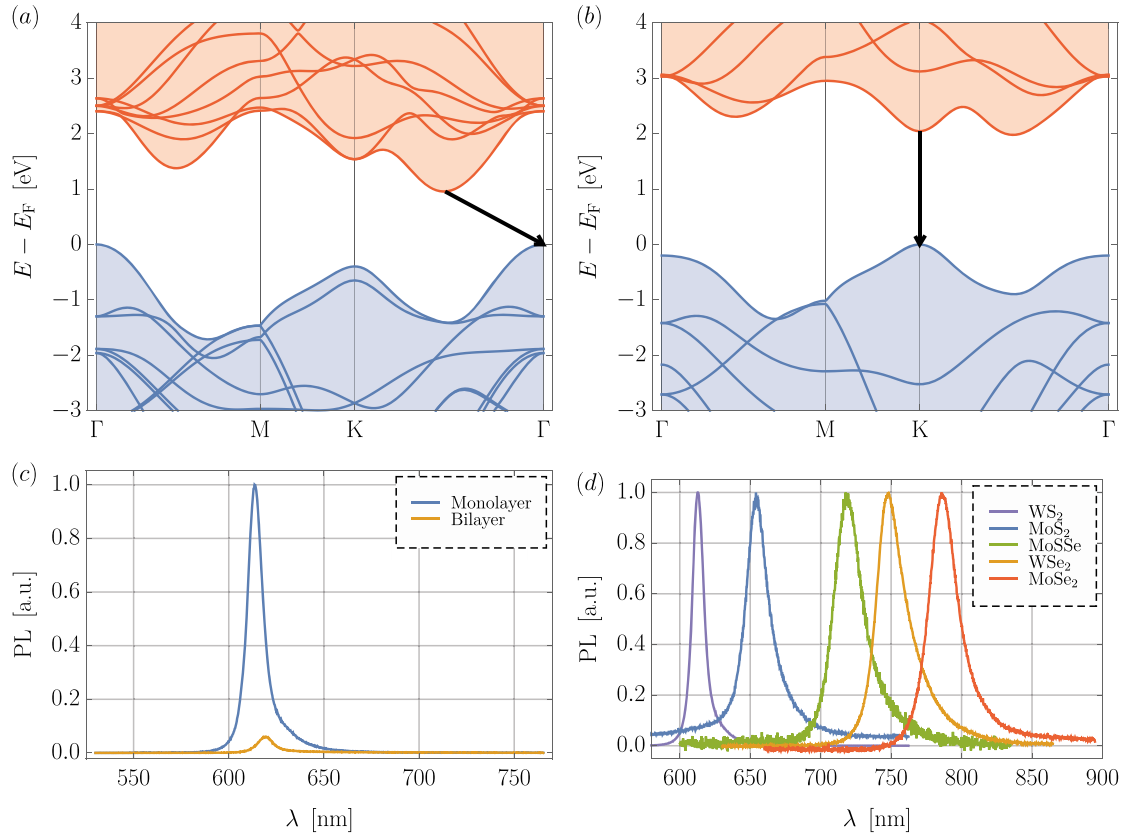 (a)
4
3
2
1
0
−1
−2
−3
E − E_F [eV]
Γ
M
K
Γ
(b)
4
3
2
1
0
−1
−2
−3
E − E_F [eV]
Γ
M
K
Γ
(c)
1.0
0.8
0.6
0.4
0.2
0.0
PL [a.u.]
Monolayer
Bilayer
550
600
650
700
750
λ [nm]
(d)
1.0
0.8
0.6
0.4
0.2
0.0
PL [a.u.]
WS₂
MoS₂
MoSSe
WSe₂
MoSe₂
600
650
700
750
800
850
900
λ [nm]